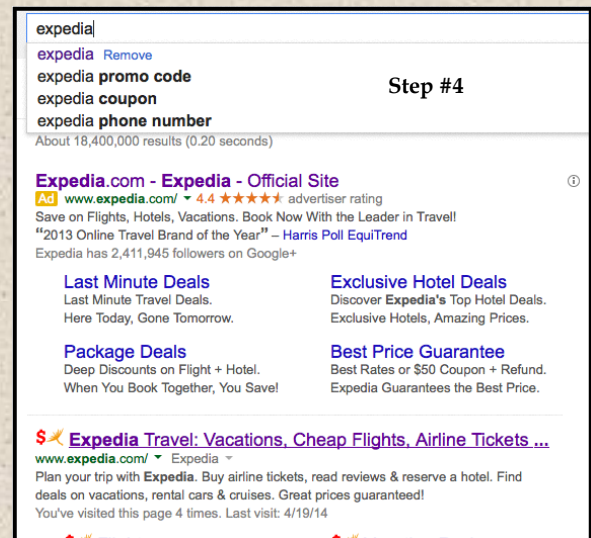 expedia
expedia Remove
expedia promo code
expedia coupon
expedia phone number
Step #4
About 18,400,000 results (0.20 seconds)
Expedia.com - Expedia - Official Site
Ad www.expedia.com/ 4.4 advertiser rating
Save on Flights, Hotels, Vacations. Book Now With the Leader in Travel!
"2013 Online Travel Brand of the Year" – Harris Poll EquiTrend
Expedia has 2,411,945 followers on Google+
Last Minute Deals
Last Minute Travel Deals.
Here Today, Gone Tomorrow.
Exclusive Hotel Deals
Discover Expedia's Top Hotel Deals.
Exclusive Hotels, Amazing Prices.
Package Deals
Deep Discounts on Flight + Hotel.
When You Book Together, You Save!
Best Price Guarantee
Best Rates or $50 Coupon + Refund.
Expedia Guarantees the Best Price.
$ Expedia Travel: Vacations, Cheap Flights, Airline Tickets ...
www.expedia.com/ Expedia
Plan your trip with Expedia. Buy airline tickets, read reviews & reserve a hotel. Find
deals on vacations, rental cars & cruises. Great prices guaranteed!
You've visited this page 4 times. Last visit: 4/19/14